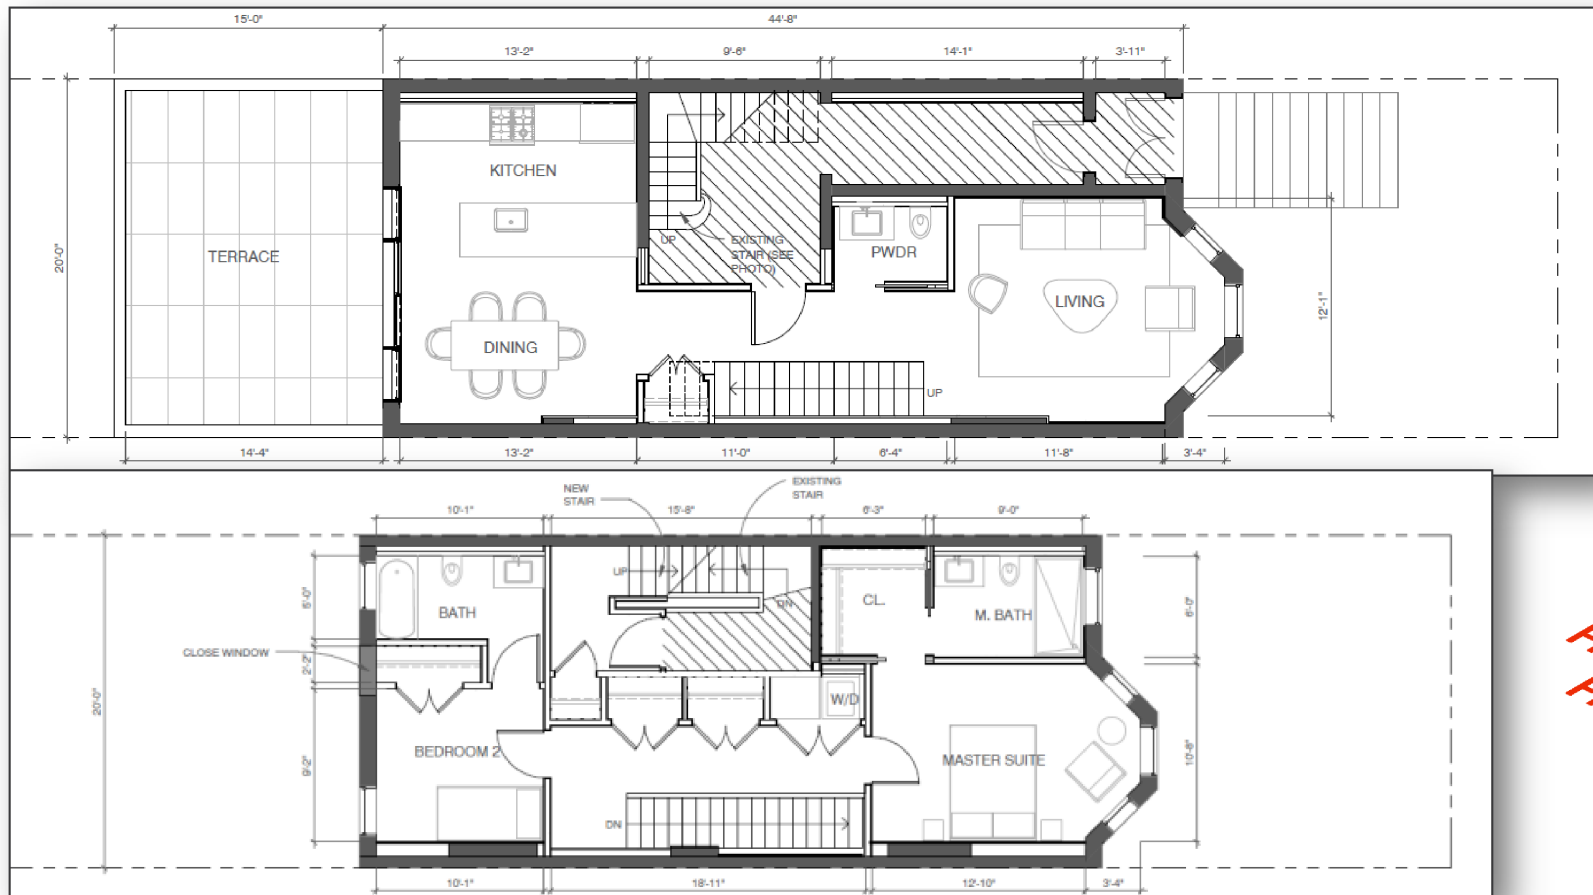 15'-0"
44'-8"
13'-2"
9'-6"
14'-1"
3'-11"
KITCHEN
TERRACE
20'-0"
UP
EXISTING
STAIR (SEE
PHOTO)
PWDR
LIVING
12'-1"
DINING
UP
14'-4"
13'-2"
11'-0"
6'-4"
11'-8"
3'-4"
NEW
STAIR
EXISTING
STAIR
10'-1"
15'-8"
6'-3"
9'-0"
UP
DN
5'-0"
BATH
CL.
M. BATH
6'-0"
CLOSE WINDOW
2'-2"
20'-0"
W/D
BEDROOM 2
MASTER SUITE
9'-2"
10'-8"
DN
10'-1"
18'-11"
12'-10"
3'-4"